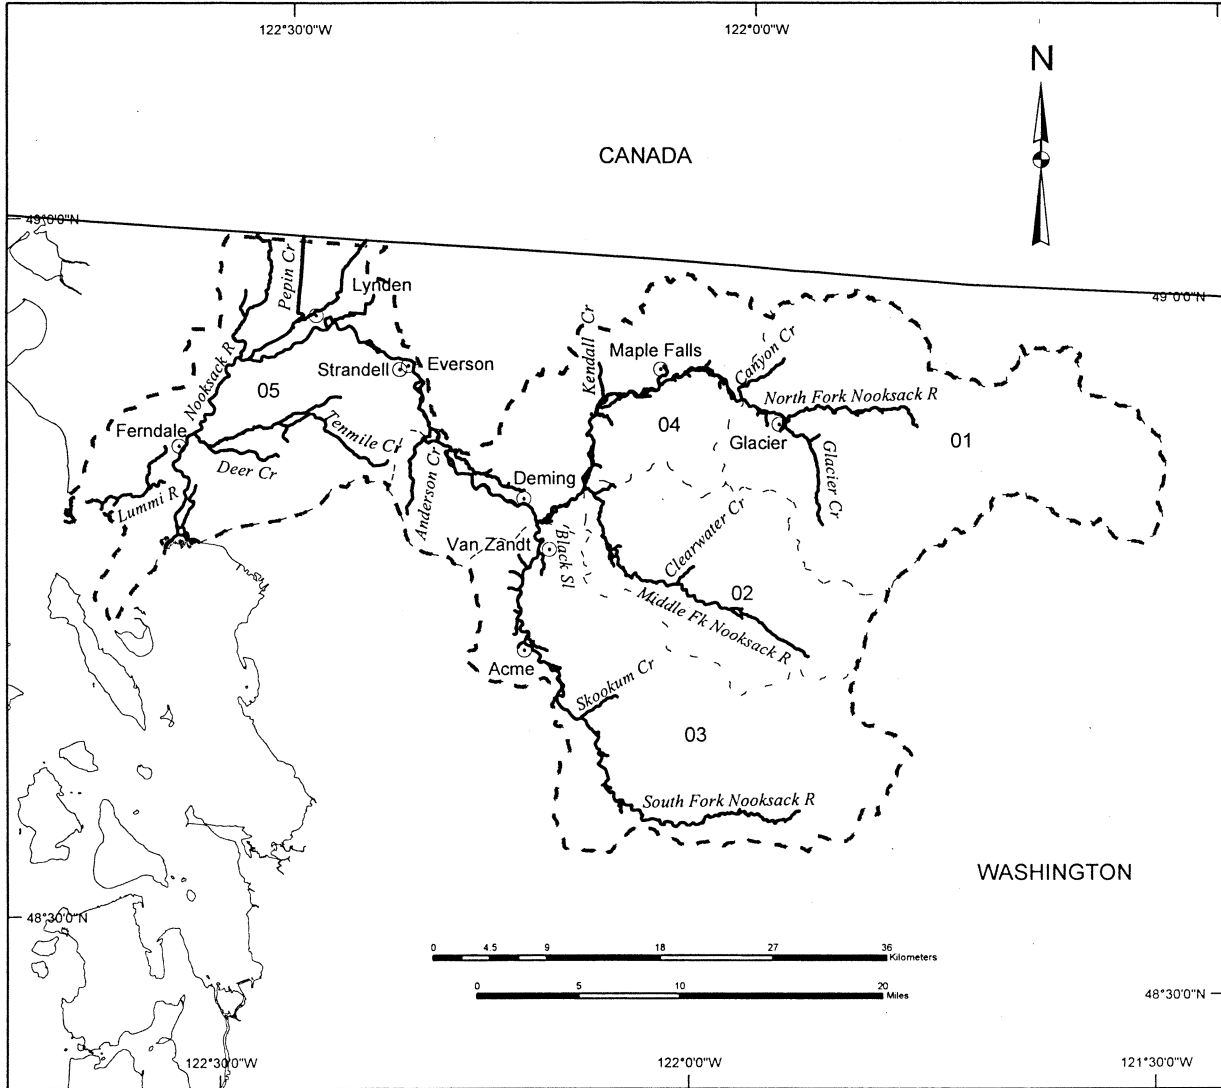 122°30'0"W
122°0'0"W
N
CANADA
49°0'0"N
49°0'0"N
Pepin Cr
Lynden
Kendall Cr
Maple Falls
Canyon Cr
Everson
Strandell
Nooksack R
05
North Fork Nooksack R
04
01
Glacier
Ferndale
Tenmile Cr
Deer Cr
Glacier Cr
Deming
Anderson Cr
Lummi R
Clearwater Cr
Van Zandt
Black Sl
02
Middle Fk Nooksack R
Acme
Skookum Cr
03
South Fork Nooksack R
WASHINGTON
48°30'0"N
0 4.5 9 18 27 36
Kilometers
0 5 10 20
Miles
48°30'0"N
122°30'0"W
122°0'0"W
121°30'0"W